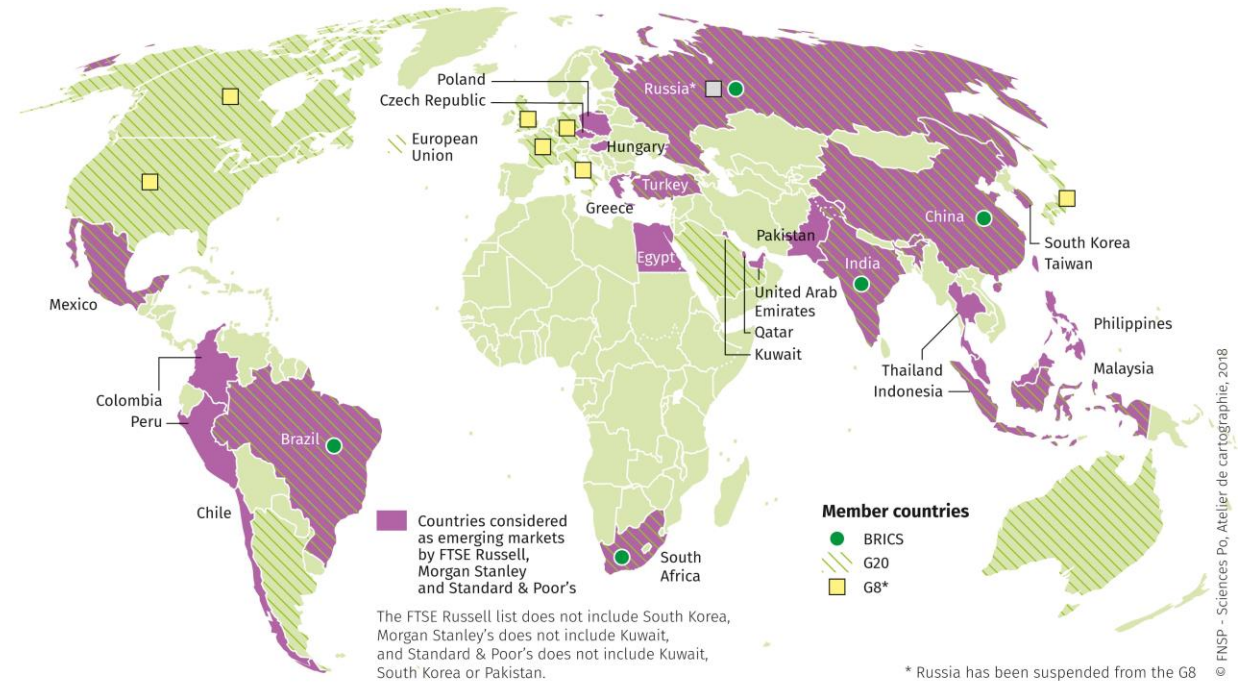 Poland
Czech Republic
European
Union
Russia*
Hungary
Turkey
Greece
Egypt
Pakistan
China
India
South Korea
Taiwan
United Arab
Emirates
Qatar
Kuwait
Philippines
Thailand
Malaysia
Indonesia
Mexico
Colombia
Peru
Brazil
Chile
South
Africa
Countries considered
as emerging markets
by FTSE Russell,
Morgan Stanley
and Standard & Poor's
The FTSE Russell list does not include South Korea,
Morgan Stanley's does not include Kuwait,
and Standard & Poor's does not include Kuwait,
South Korea or Pakistan.
Member countries
BRICS
G20
G8*
* Russia has been suspended from the G8
© FNSP - Sciences Po, Atelier de cartographie, 2018